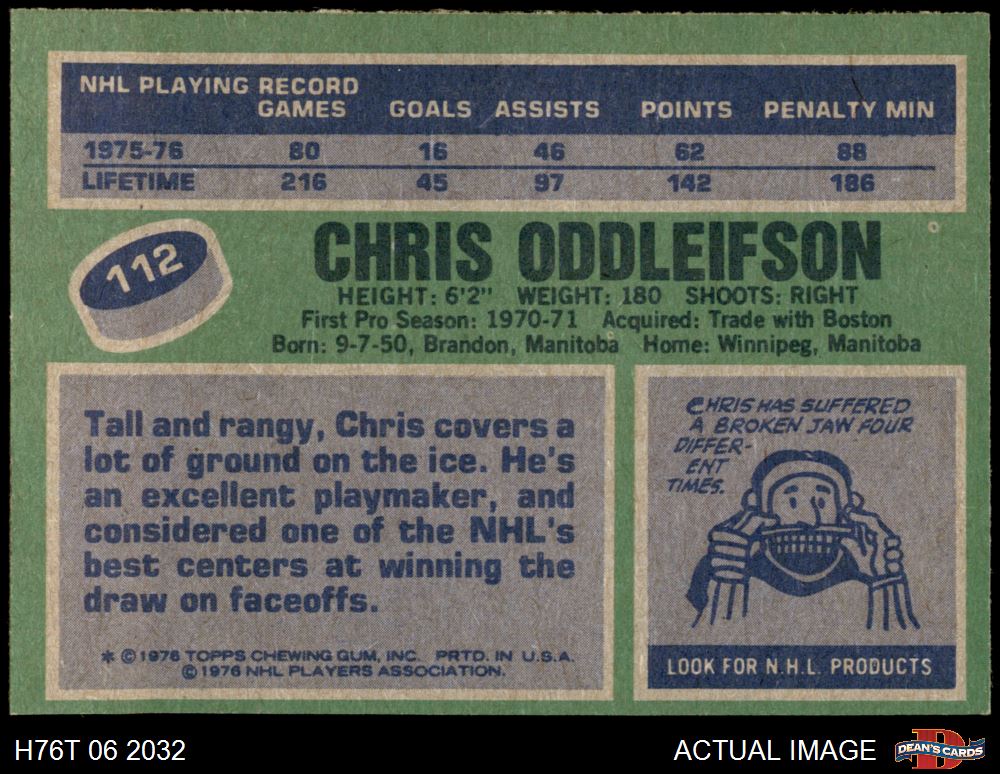 NHL PLAYING RECORD
GAMES GOALS ASSISTS POINTS PENALTY MIN
1975-76 80 16 46 62 88
LIFETIME 216 45 97 142 186
112
CHRIS ODDLEIFSON
HEIGHT: 6'2" WEIGHT: 180 SHOOTS: RIGHT
First Pro Season: 1970-71 Acquired: Trade with Boston
Born: 9-7-50, Brandon, Manitoba Home: Winnipeg, Manitoba
Tall and rangy, Chris covers a
lot of ground on the ice. He's
an excellent playmaker, and
considered one of the NHL's
best centers at winning the
draw on faceoffs.
* © 1976 TOPPS CHEWING GUM, INC. PRTD. IN U.S.A.
© 1976 NHL PLAYERS ASSOCIATION.
CHRIS HAS SUFFERED
A BROKEN JAW FOUR
DIFFER-
ENT
TIMES.
LOOK FOR N.H.L. PRODUCTS
H76T 06 2032 ACTUAL IMAGE
D
DEAN'S CARDS